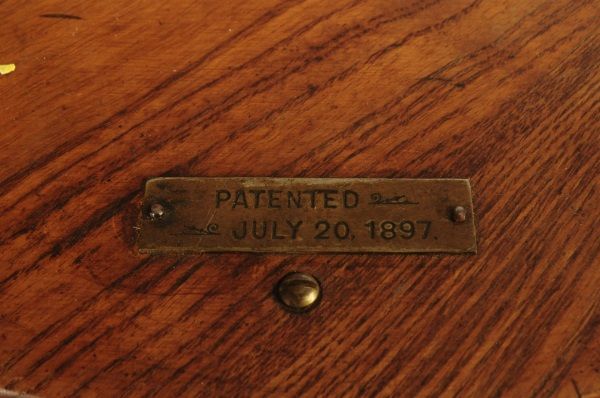 PATENTED
JULY 20, 1897.